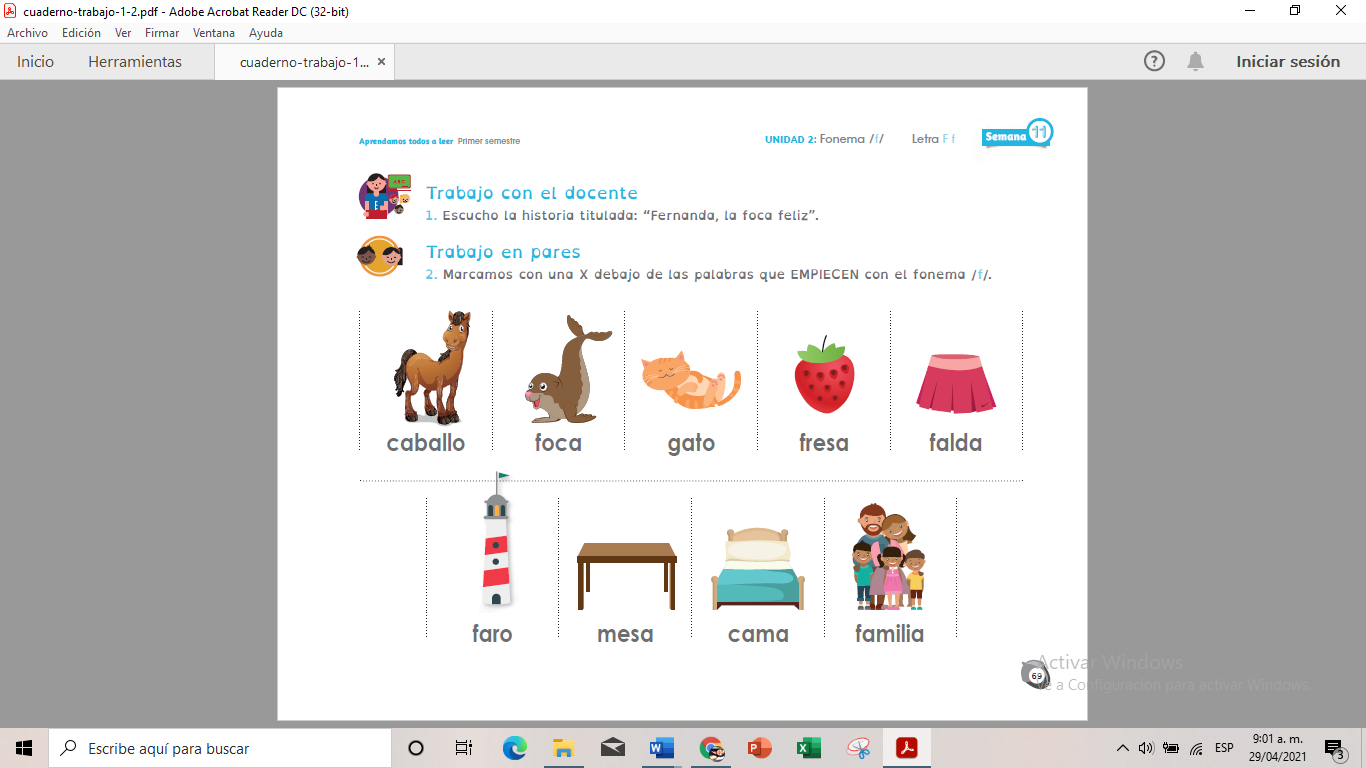 cuaderno-trabajo-1-2.pdf - Adobe Acrobat Reader DC (32-bit)
Archivo Edición Ver Firmar Ventana Ayuda
Inicio Herramientas cuaderno-trabajo-1... × ? Iniciar sesión
Aprendamos todos a leer Primer semestre UNIDAD 2: Fonema /f/ Letra F f Semana 11
ABC
Trabajo con el docente
1. Escucho la historia titulada: “Fernanda, la foca feliz”.
Trabajo en pares
2. Marcamos con una X debajo de las palabras que EMPIECEN con el fonema /f/.
caballo foca gato fresa falda
faro mesa cama familia
69
Activar Windows
Ve a Configuración para activar Windows.
Escribe aquí para buscar ESP 9:01 a. m.
29/04/2021 3